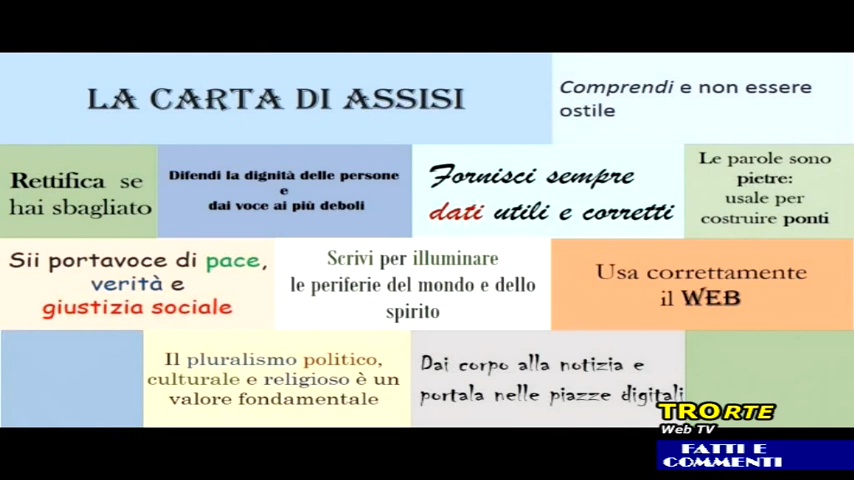 LA CARTA DI ASSISI
Comprendi e non essere
ostile
Rettifica se
hai sbagliato
Difendi la dignità delle persone
e
dai voce ai più deboli
Fornisci sempre
dati utili e corretti
Le parole sono
pietre:
usale per
costruire ponti
Sii portavoce di pace,
verità e
giustizia sociale
Scrivi per illuminare
le periferie del mondo e dello
spirito
Usa correttamente
il WEB
Il pluralismo politico,
culturale e religioso è un
valore fondamentale
Dai corpo alla notizia e
portala nelle piazze digitali
TRORTE
Web TV
FATTI E
COMMENTI